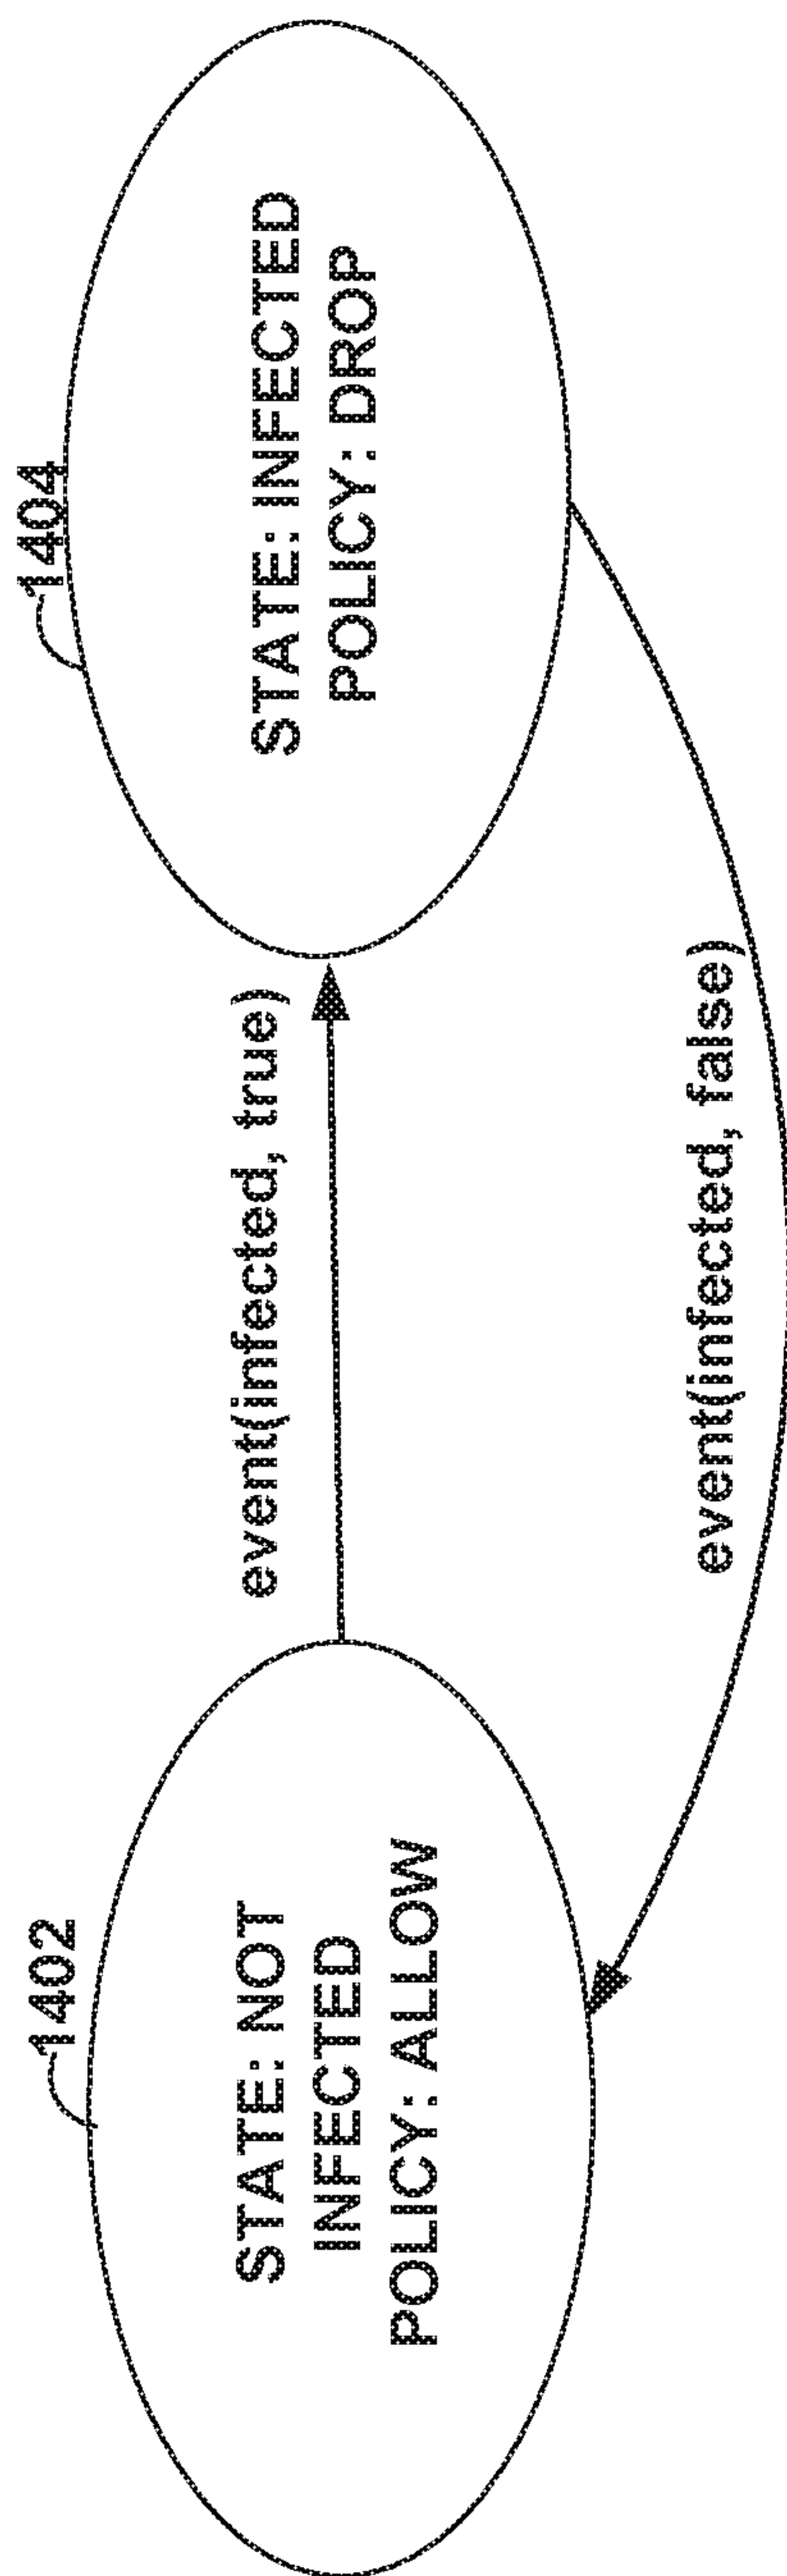 1402
STATE: NOT
INFECTED
POLICY: ALLOW
event(infected, true)
event(infected, false)
1404
STATE: INFECTED
POLICY: DROP